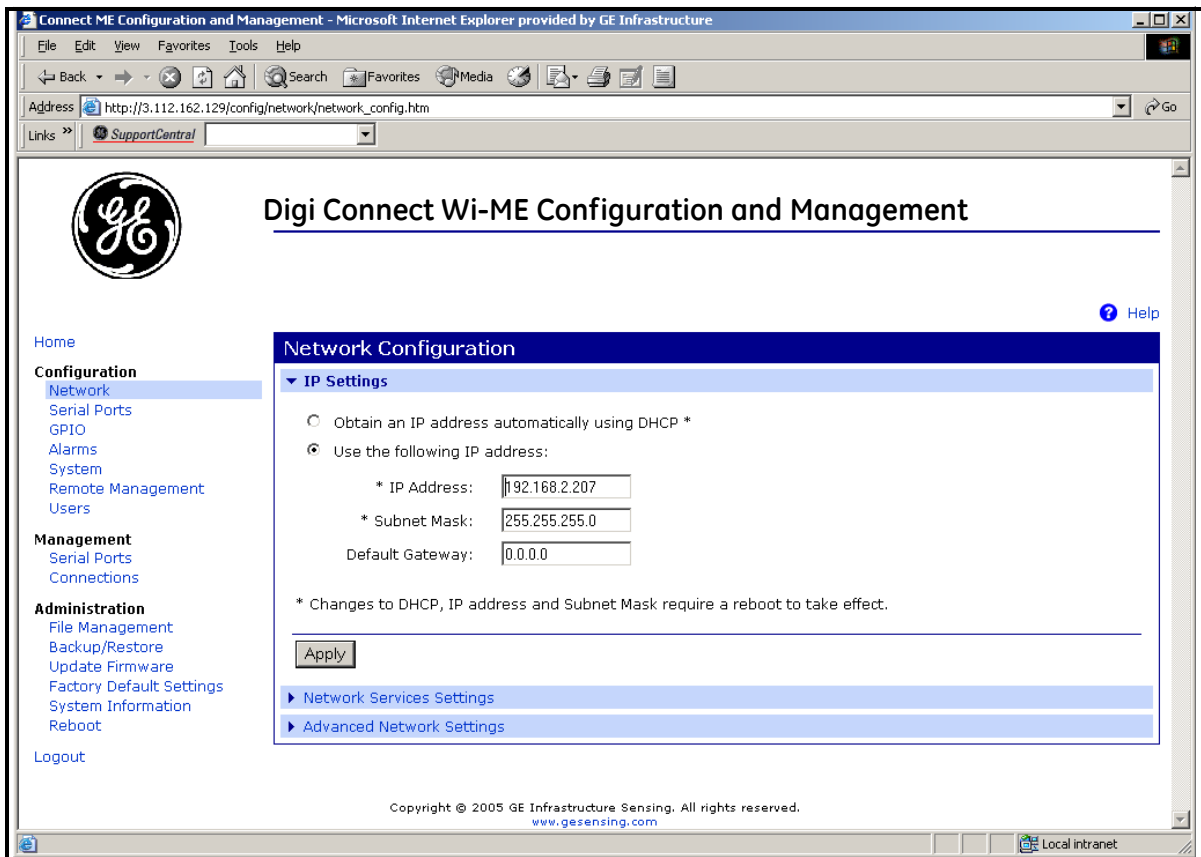 Connect ME Configuration and Management - Microsoft Internet Explorer provided by GE Infrastructure
File Edit View Favorites Tools Help
Back Search Favorites Media
Address http://3.112.162.129/config/network/network_config.htm Go
Links » SupportCentral
GE
Digi Connect Wi-ME Configuration and Management
? Help
Home
Configuration
Network
Serial Ports
GPIO
Alarms
System
Remote Management
Users
Management
Serial Ports
Connections
Administration
File Management
Backup/Restore
Update Firmware
Factory Default Settings
System Information
Reboot
Logout
Network Configuration
IP Settings
Obtain an IP address automatically using DHCP *
Use the following IP address:
* IP Address: 192.168.2.207
* Subnet Mask: 255.255.255.0
Default Gateway: 0.0.0.0
* Changes to DHCP, IP address and Subnet Mask require a reboot to take effect.
Apply
Network Services Settings
Advanced Network Settings
Copyright © 2005 GE Infrastructure Sensing. All rights reserved.
www.gesensing.com
Local intranet